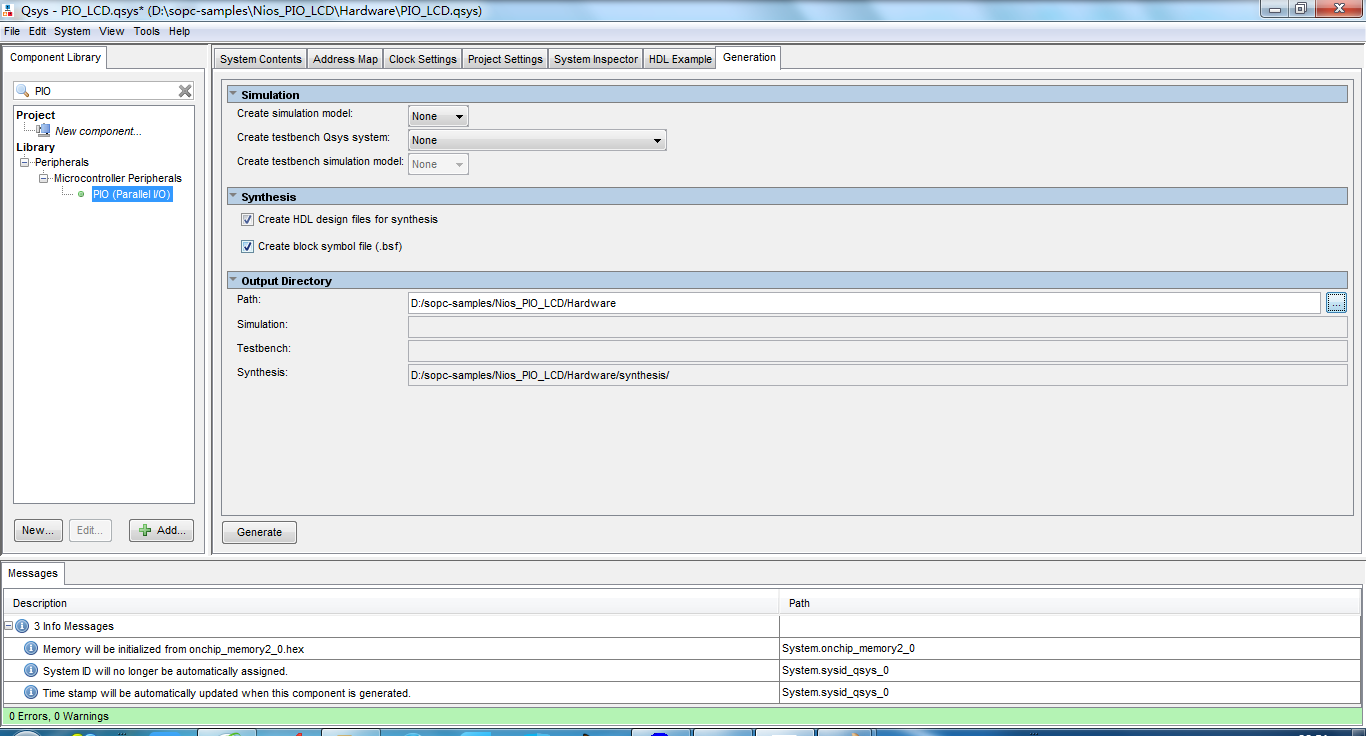 Qsys - PIO_LCD.qsys* (D:\sopc-samples\Nios_PIO_LCD\Hardware\PIO_LCD.qsys)
File Edit System View Tools Help
Component Library
PIO
Project
New component...
Library
Peripherals
Microcontroller Peripherals
PIO (Parallel I/O)
New...
Edit...
Add...
System Contents Address Map Clock Settings Project Settings System Inspector HDL Example Generation
Simulation
Create simulation model: None
Create testbench Qsys system: None
Create testbench simulation model: None
Synthesis
Create HDL design files for synthesis
Create block symbol file (.bsf)
Output Directory
Path: D:/sopc-samples/Nios_PIO_LCD/Hardware ...
Simulation:
Testbench:
Synthesis: D:/sopc-samples/Nios_PIO_LCD/Hardware/synthesis/
Generate
Messages
Description Path
3 Info Messages
Memory will be initialized from onchip_memory2_0.hex System.onchip_memory2_0
System ID will no longer be automatically assigned. System.sysid_qsys_0
Time stamp will be automatically updated when this component is generated. System.sysid_qsys_0
0 Errors, 0 Warnings